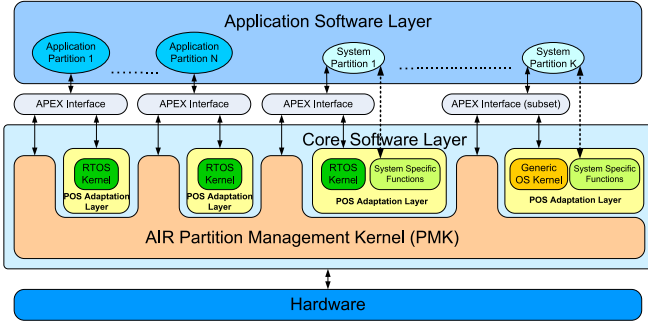 Application Software Layer
Application
Partition 1
Application
Partition N
System
Partition 1
System
Partition K
APEX Interface
APEX Interface
APEX Interface
APEX Interface (subset)
Core Software Layer
RTOS
Kernel
POS Adaptation
Layer
RTOS
Kernel
POS Adaptation
Layer
RTOS
Kernel
System Specific
Functions
POS Adaptation Layer
Generic
OS Kernel
System Specific
Functions
POS Adaptation Layer
AIR Partition Management Kernel (PMK)
Hardware